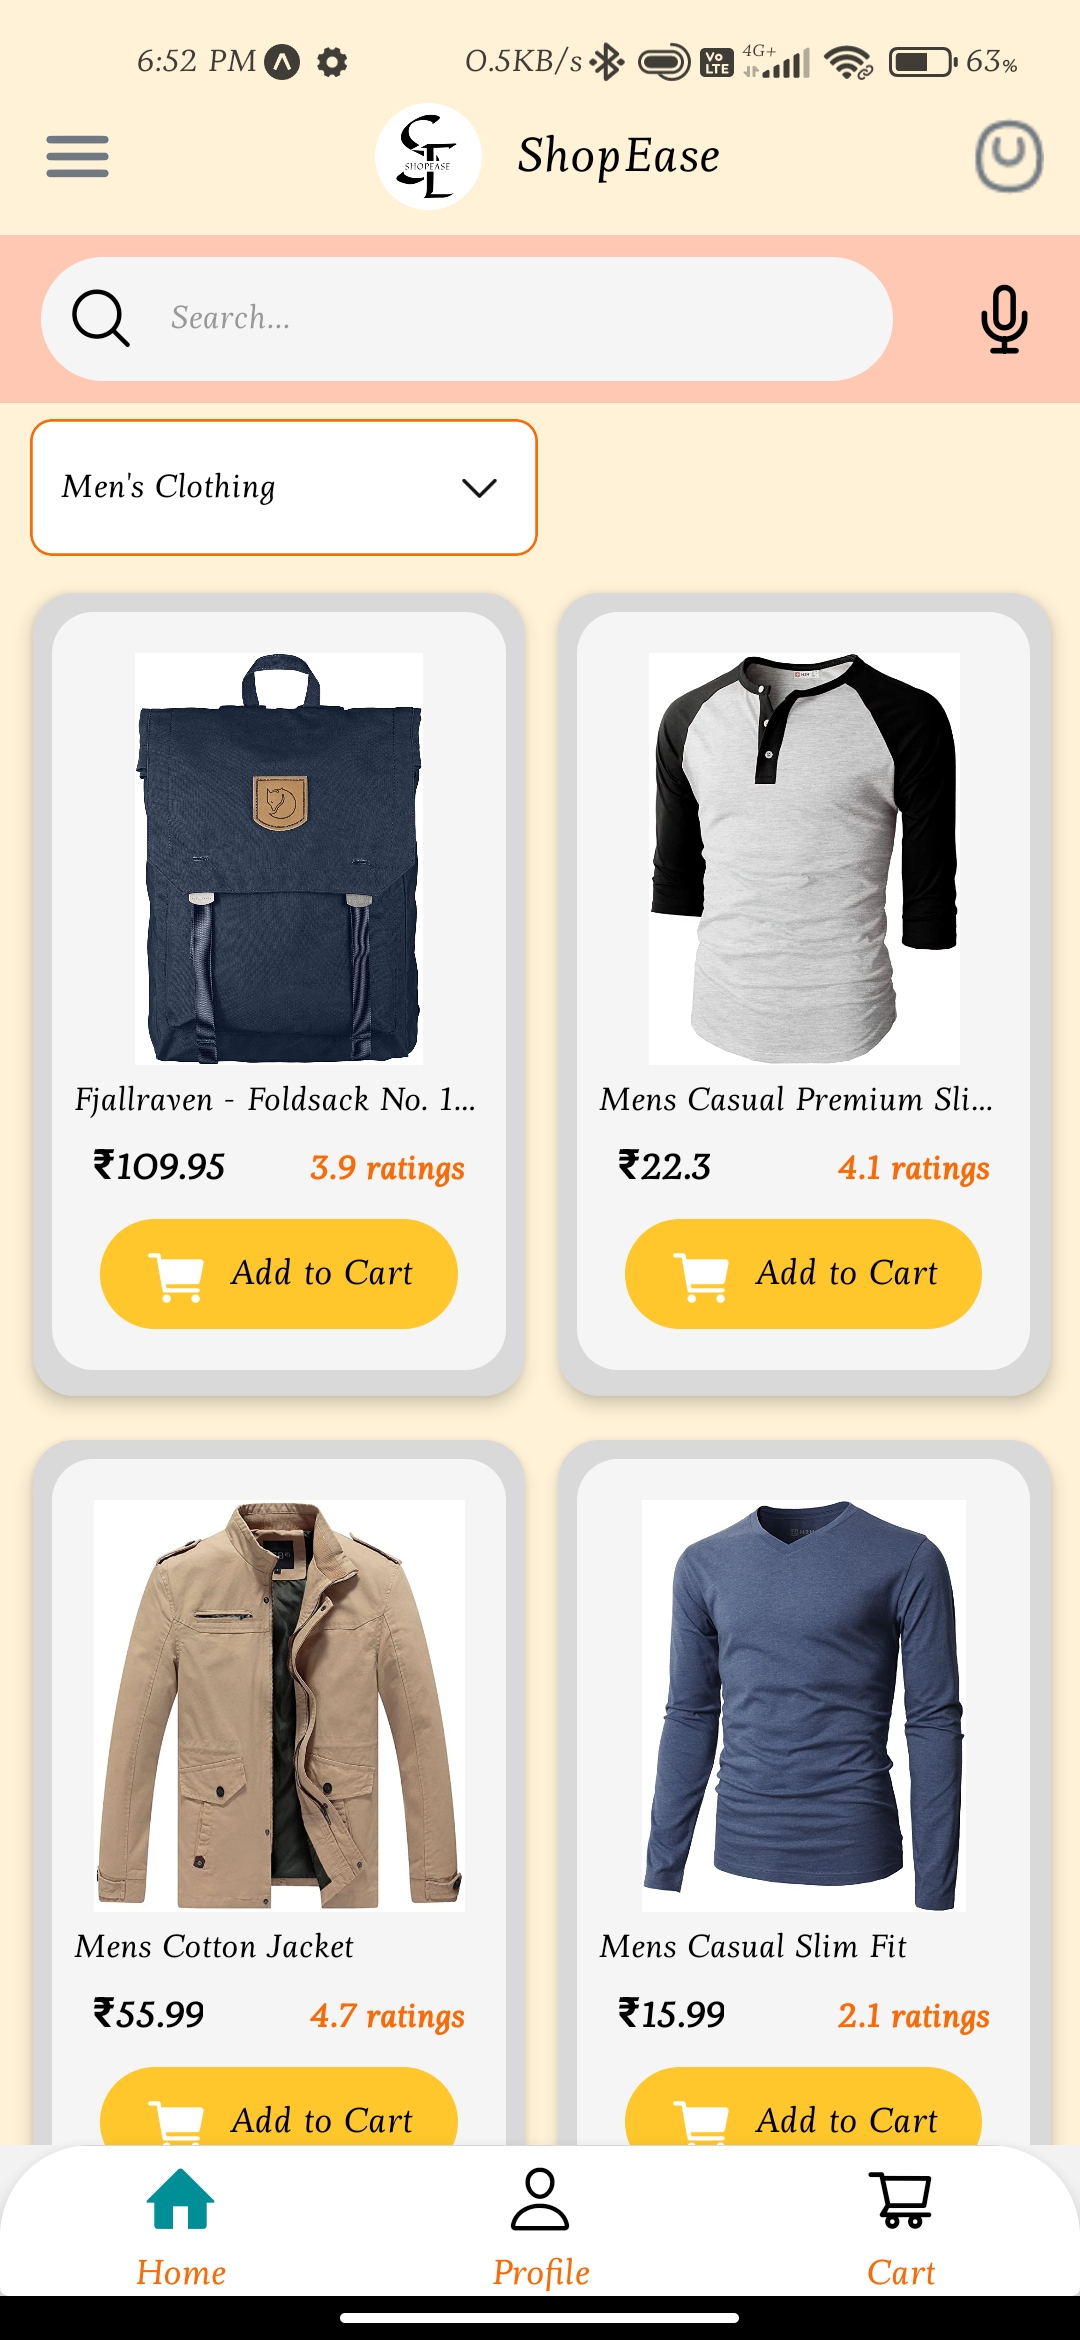 6:52 PM 0.5KB/s Vo LTE 4G+ 63%
SHOPEASE ShopEase
Search...
Men's Clothing
Fjallraven - Foldsack No. 1... Mens Casual Premium Sli...
₹109.95 3.9 ratings ₹22.3 4.1 ratings
Add to Cart Add to Cart
Mens Cotton Jacket Mens Casual Slim Fit
₹55.99 4.7 ratings ₹15.99 2.1 ratings
Add to Cart Add to Cart
Home Profile Cart